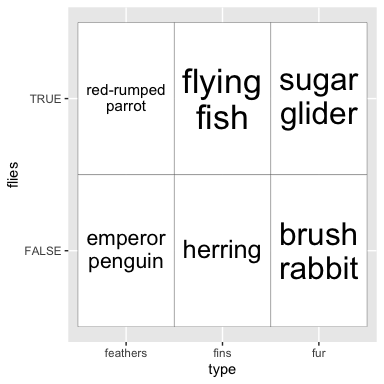 flies
TRUE
red-rumped
parrot
flying
fish
sugar
glider
FALSE
emperor
penguin
herring
brush
rabbit
feathers
fins
fur
type